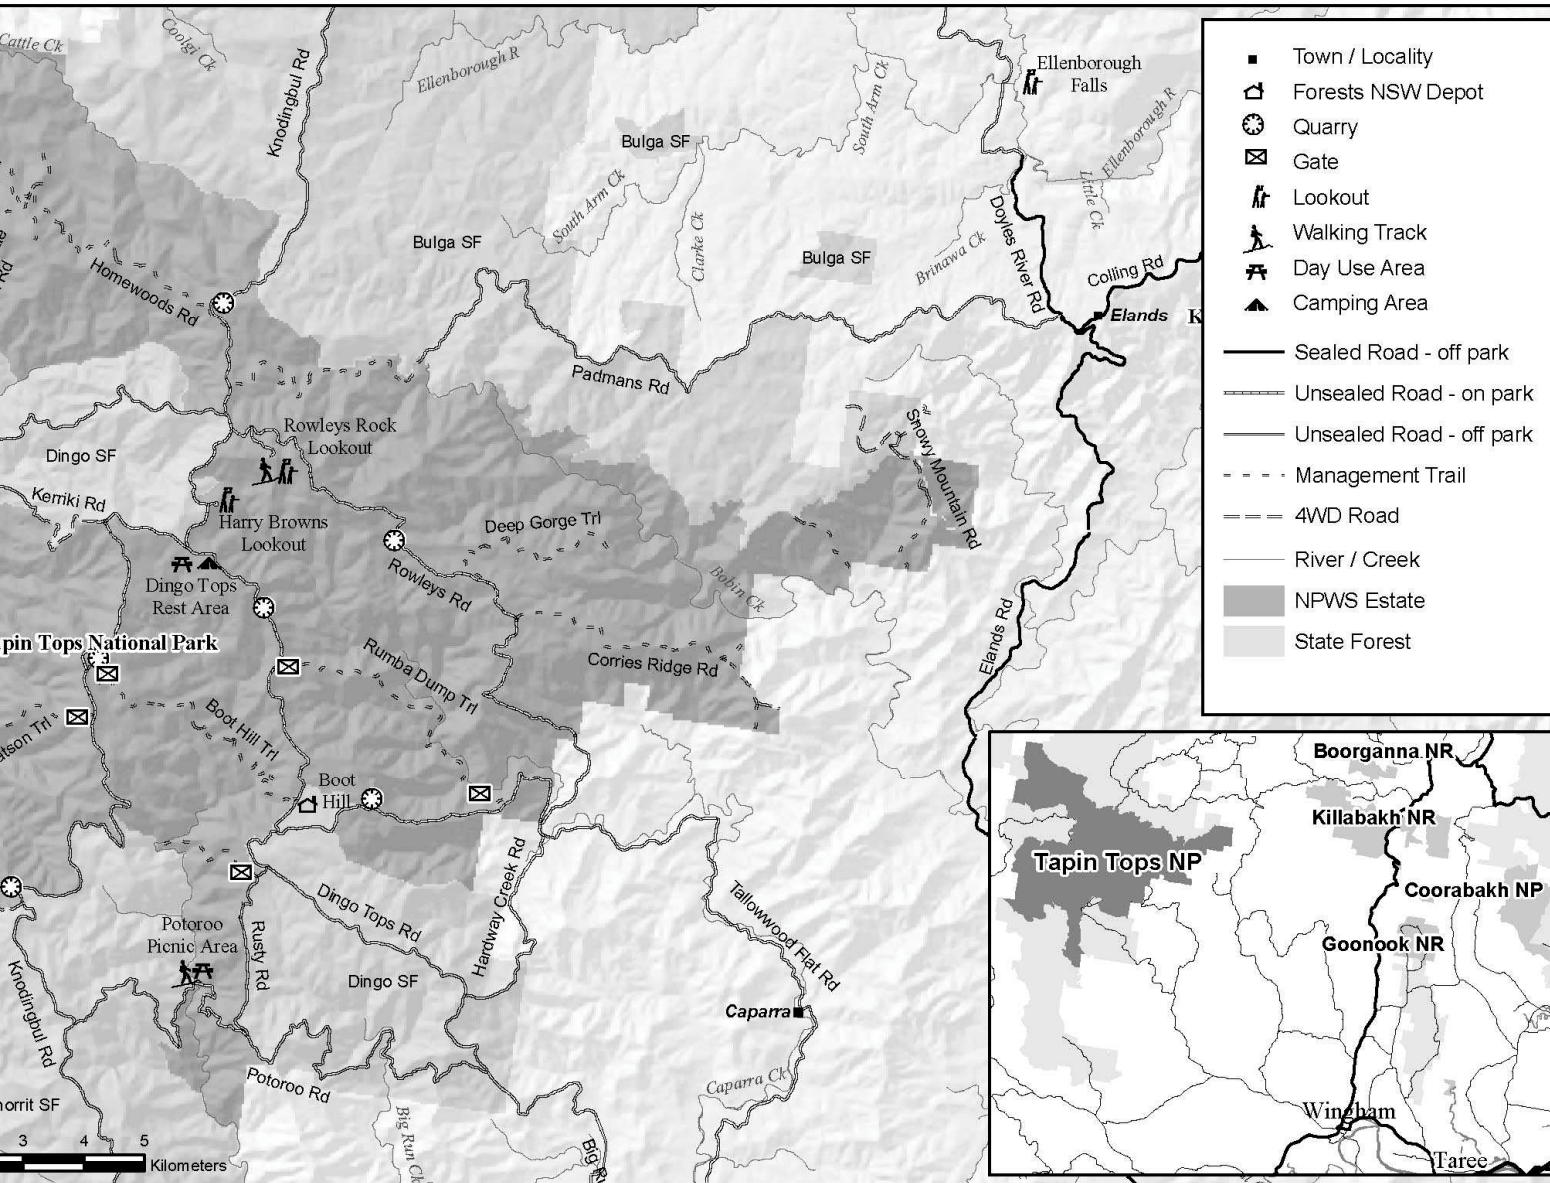 Cattle Ck
Coolgi Ck
Knodingbul Rd
Ellenborough R
South Arm Ck
Ellenborough
Falls
Ellenborough R
Little Ck
Bulga SF
South Arm Ck
Clarke Ck
Bulga SF
Bulga SF
Brinawa Ck
Doyles River Rd
Colling Rd
Elands
K
Homewoods Rd
Rd
Padmans Rd
Snowy Mountain Rd
Rowleys Rock
Lookout
Dingo SF
Kerriki Rd
Harry Browns
Lookout
Deep Gorge Trl
Rowleys Rd
Bobin Ck
Dingo Tops
Rest Area
Elands Rd
pin Tops National Park
Corries Ridge Rd
Rumba Dump Trl
Boot Hill Trl
tson Trl
Boot
Hill
Hardway Creek Rd
Dingo Tops Rd
Tallowwood Flat Rd
Potoroo
Picnic Area
Rusty Rd
Dingo SF
Knodingbul Rd
Caparra
Potoroo Rd
Caparra Ck
Big Run Ck
orrit SF
3 4 5
Kilometers
Town / Locality
Forests NSW Depot
Quarry
Gate
Lookout
Walking Track
Day Use Area
Camping Area
Sealed Road - off park
Unsealed Road - on park
Unsealed Road - off park
Management Trail
4WD Road
River / Creek
NPWS Estate
State Forest
Boorganna NR
Killabakh NR
Tapin Tops NP
Coorabakh NP
Goonook NR
Wingham
Taree